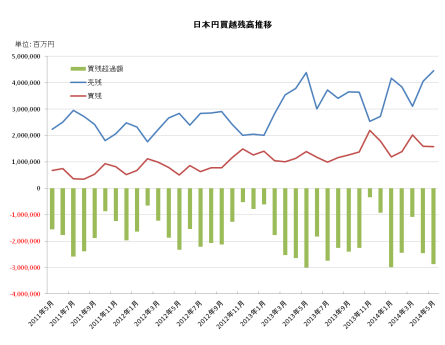 日本円買越残高推移
単位: 百万円
5,000,000
4,000,000
3,000,000
2,000,000
1,000,000
0
-1,000,000
-2,000,000
-3,000,000
-4,000,000
買残超過額
売残
買残
2011年5月
2011年7月
2011年9月
2011年11月
2012年1月
2012年3月
2012年5月
2012年7月
2012年9月
2012年11月
2013年1月
2013年3月
2013年5月
2013年7月
2013年9月
2013年11月
2014年1月
2014年3月
2014年5月